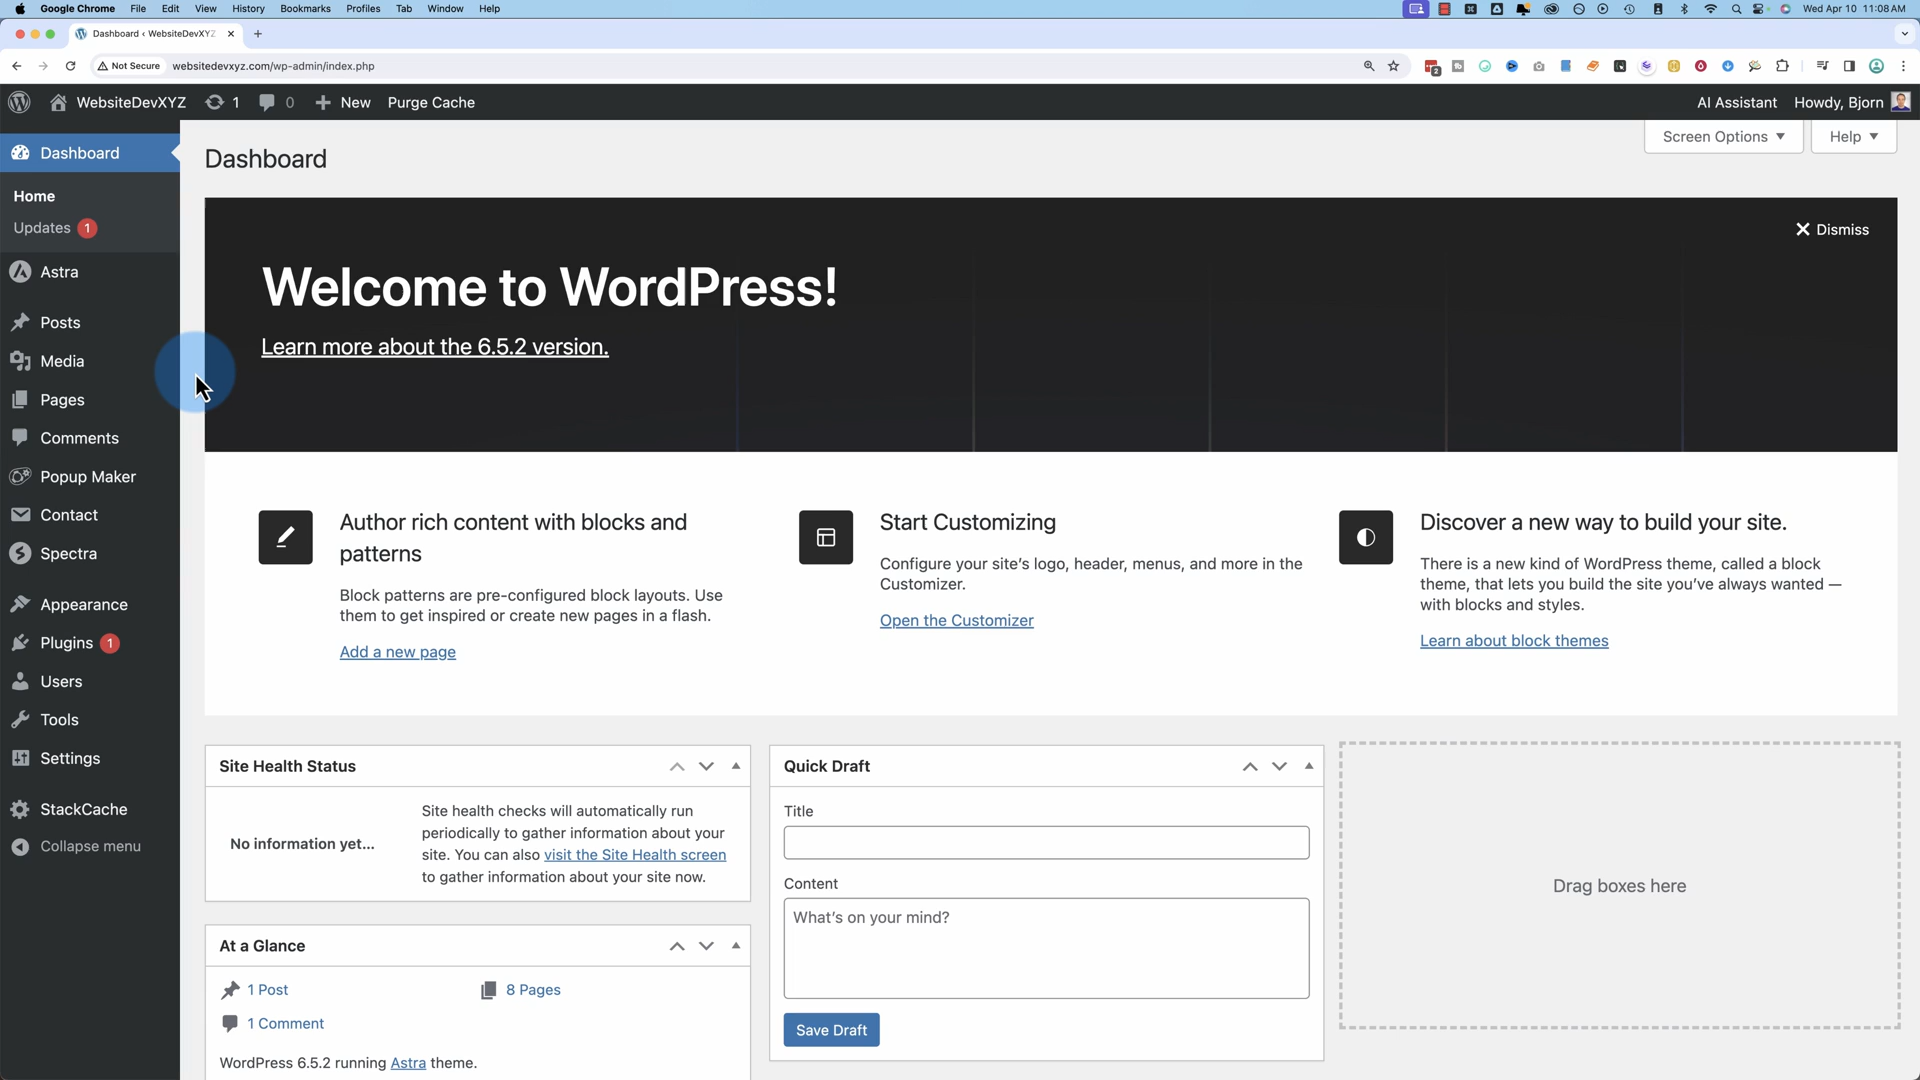 Google Chrome File Edit View History Bookmarks Profiles Tab Window Help
Wed Apr 10 11:08 AM
Dashboard ‹ WebsiteDevXYZ
Not Secure websitedevxyz.com/wp-admin/index.php
2
WebsiteDevXYZ 1 0 New Purge Cache
AI Assistant Howdy, Bjorn
Dashboard
Home
Updates 1
Astra
Posts
Media
Pages
Comments
Popup Maker
Contact
Spectra
Appearance
Plugins 1
Users
Tools
Settings
StackCache
Collapse menu
Screen Options Help
Dashboard
Dismiss
Welcome to WordPress!
Learn more about the 6.5.2 version.
Author rich content with blocks and
patterns
Block patterns are pre-configured block layouts. Use
them to get inspired or create new pages in a flash.
Add a new page
Start Customizing
Configure your site's logo, header, menus, and more in the
Customizer.
Open the Customizer
Discover a new way to build your site.
There is a new kind of WordPress theme, called a block
theme, that lets you build the site you've always wanted —
with blocks and styles.
Learn about block themes
Site Health Status
No information yet...
Site health checks will automatically run
periodically to gather information about your
site. You can also visit the Site Health screen
to gather information about your site now.
At a Glance
1 Post
8 Pages
1 Comment
WordPress 6.5.2 running Astra theme.
Quick Draft
Title
Content
What's on your mind?
Save Draft
Drag boxes here